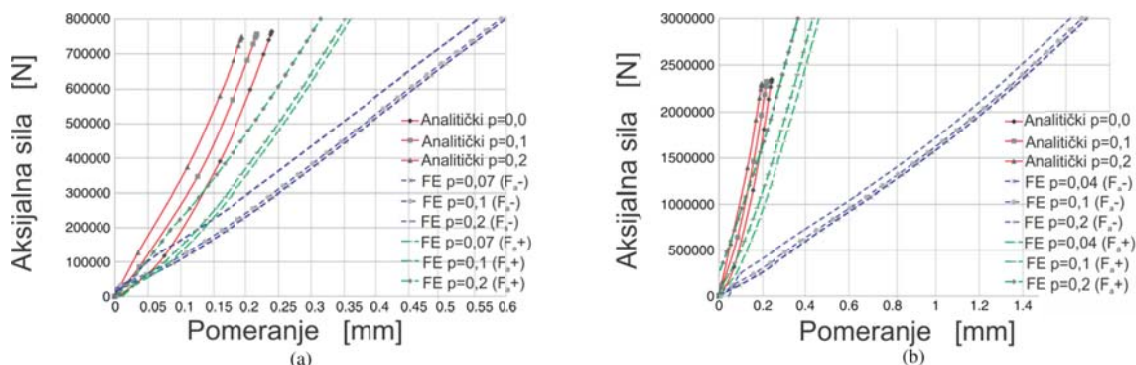 800000
700000
600000
500000
400000
300000
200000
100000
0
0 0.05 0.1 0.15 0.2 0.25 0.3 0.35 0.4 0.45 0.5 0.55 0.6
Aksijalna sila [N]
Pomeranje [mm]
Analitički p=0,0
Analitički p=0,1
Analitički p=0,2
FE p=0,07 (Fₐ-)
FE p=0,1 (Fₐ-)
FE p=0,2 (Fₐ-)
FE p=0,07 (Fₐ+)
FE p=0,1 (Fₐ+)
FE p=0,2 (Fₐ+)
(a)
3000000
2500000
2000000
1500000
1000000
500000
0
0 0.2 0.4 0.6 0.8 1 1.2 1.4
Aksijalna sila [N]
Pomeranje [mm]
Analitički p=0,0
Analitički p=0,1
Analitički p=0,2
FE p=0,04 (Fₐ-)
FE p=0,1 (Fₐ-)
FE p=0,2 (Fₐ-)
FE p=0,04 (Fₐ+)
FE p=0,1 (Fₐ+)
FE p=0,2 (Fₐ+)
(b)